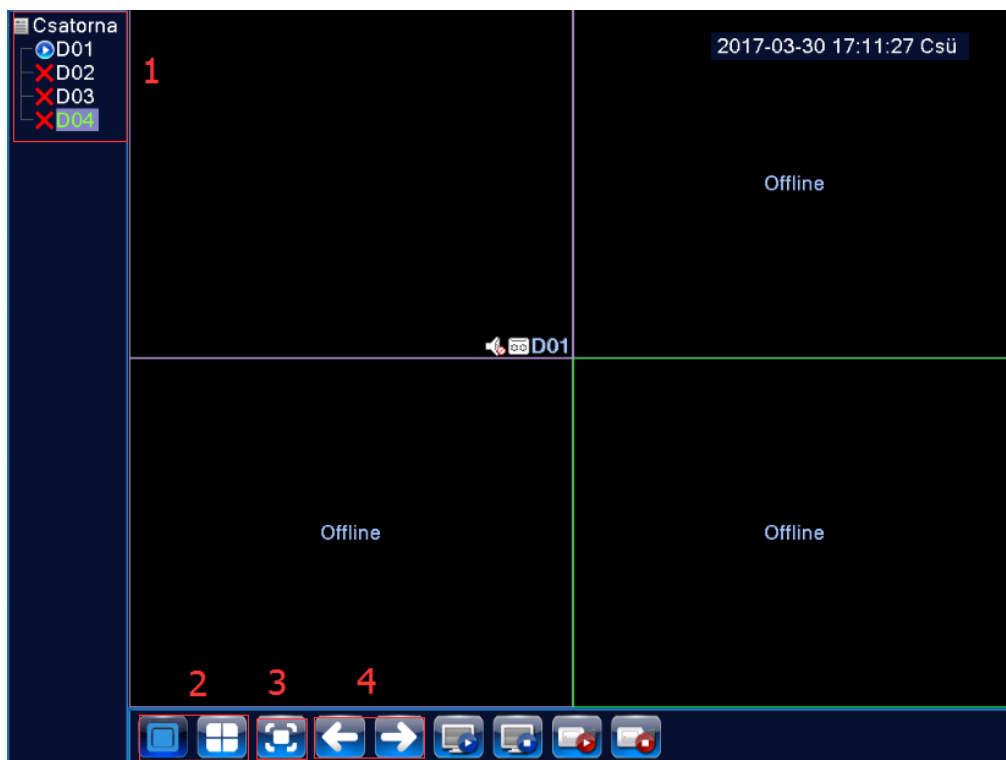 Csatorna
D01
D02
D03
D04
1
2017-03-30 17:11:27 Csü
Offline
D01
Offline
Offline
2 3 4